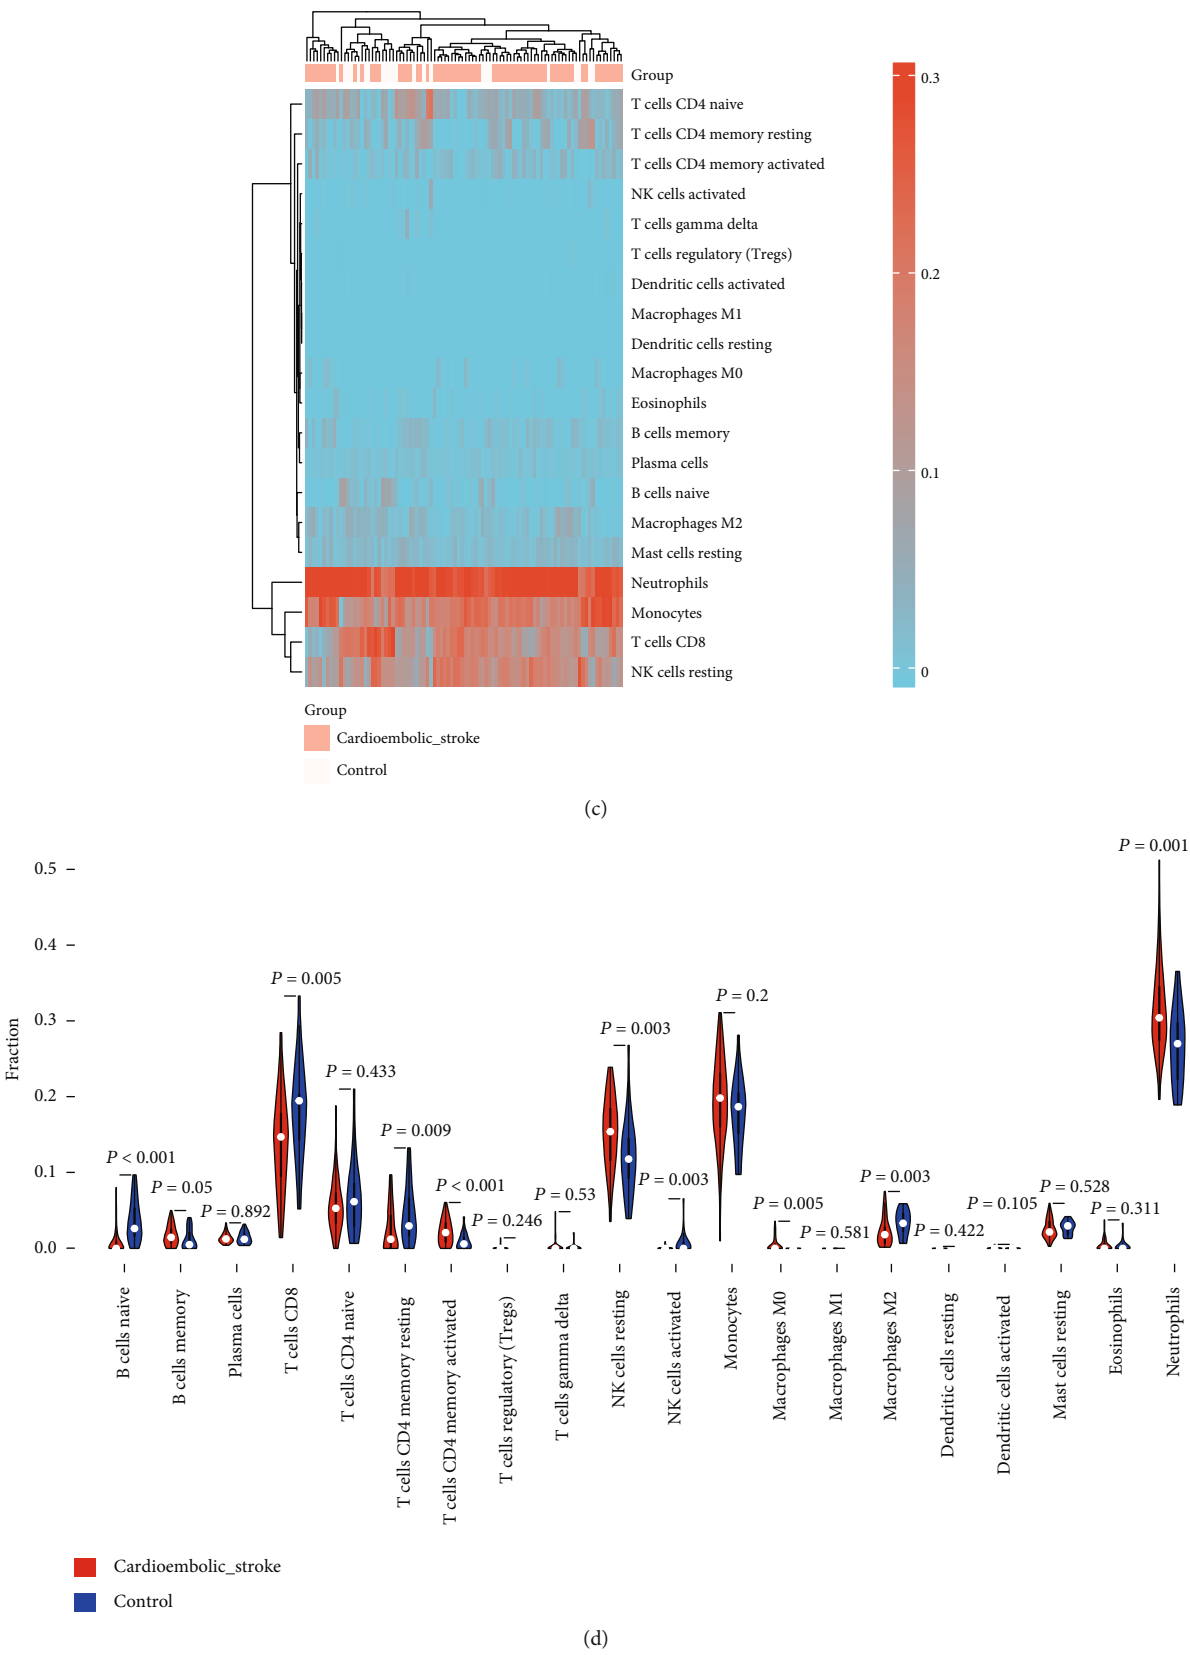 Group
T cells CD4 naive
T cells CD4 memory resting
T cells CD4 memory activated
NK cells activated
T cells gamma delta
T cells regulatory (Tregs)
Dendritic cells activated
Macrophages M1
Dendritic cells resting
Macrophages M0
Eosinophils
B cells memory
Plasma cells
B cells naive
Macrophages M2
Mast cells resting
Neutrophils
Monocytes
T cells CD8
NK cells resting
0.3
0.2
0.1
0
Group
Cardioembolic_stroke
Control
(c)
Fraction
0.5
0.4
0.3
0.2
0.1
0.0
P < 0.001
P = 0.05
P = 0.892
P = 0.005
P = 0.433
P = 0.009
P < 0.001
P = 0.246
P = 0.53
P = 0.003
P = 0.003
P = 0.2
P = 0.005
P = 0.581
P = 0.003
P = 0.422
P = 0.105
P = 0.528
P = 0.311
P = 0.001
B cells naive
B cells memory
Plasma cells
T cells CD8
T cells CD4 naive
T cells CD4 memory resting
T cells CD4 memory activated
T cells regulatory (Tregs)
T cells gamma delta
NK cells resting
NK cells activated
Monocytes
Macrophages M0
Macrophages M1
Macrophages M2
Dendritic cells resting
Dendritic cells activated
Mast cells resting
Eosinophils
Neutrophils
Cardioembolic_stroke
Control
(d)